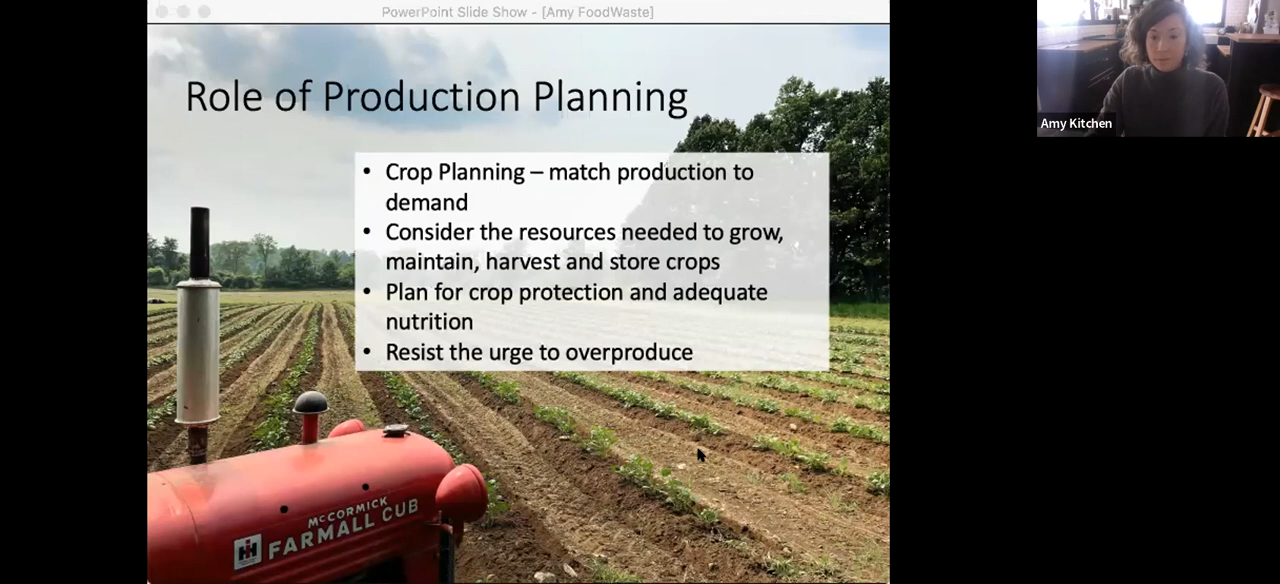 PowerPoint Slide Show - [Amy FoodWaste]
Role of Production Planning
• Crop Planning – match production to
demand
• Consider the resources needed to grow,
maintain, harvest and store crops
• Plan for crop protection and adequate
nutrition
• Resist the urge to overproduce
McCORMICK
FARMALL CUB
Amy Kitchen